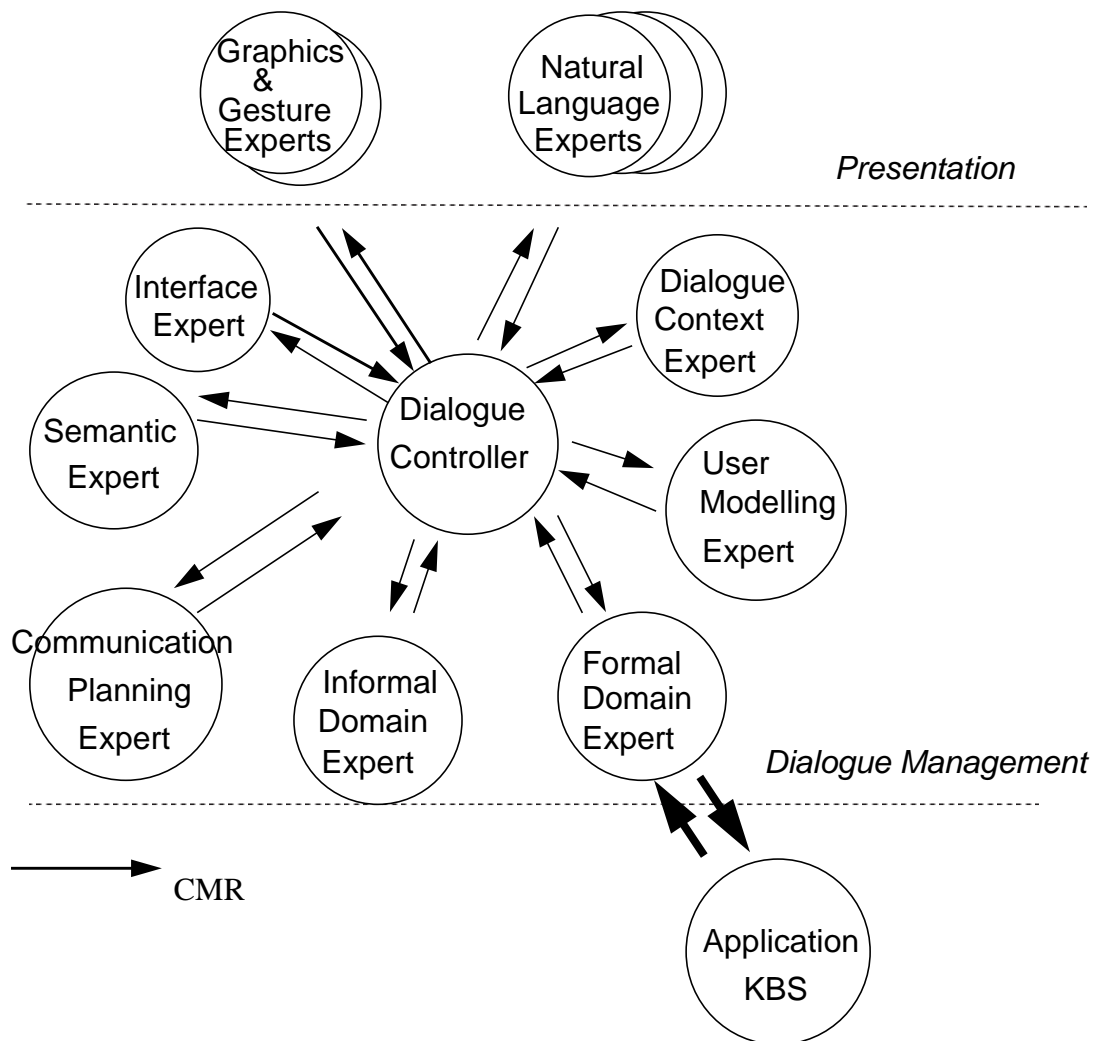 Graphics
&
Gesture
Experts
Natural
Language
Experts
Presentation
Interface
Expert
Dialogue
Context
Expert
Dialogue
Controller
Semantic
Expert
User
Modelling
Expert
Communication
Planning
Expert
Informal
Domain
Expert
Formal
Domain
Expert
Dialogue Management
CMR
Application
KBS